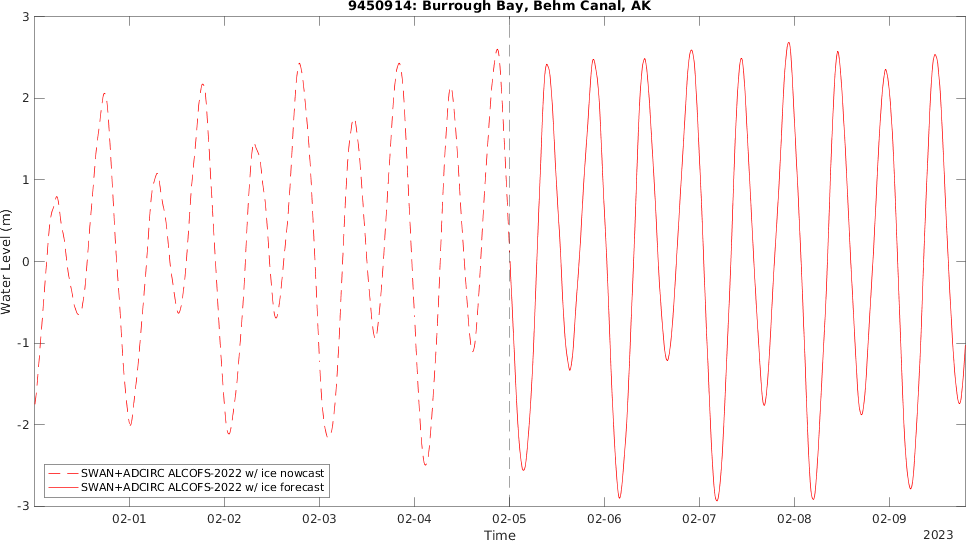 9450914: Burrough Bay, Behm Canal, AK
3
2
1
0
-1
-2
-3
Water Level (m)
SWAN+ADCIRC ALCOFS-2022 w/ ice nowcast
SWAN+ADCIRC ALCOFS-2022 w/ ice forecast
02-01 02-02 02-03 02-04 02-05 02-06 02-07 02-08 02-09
Time
2023